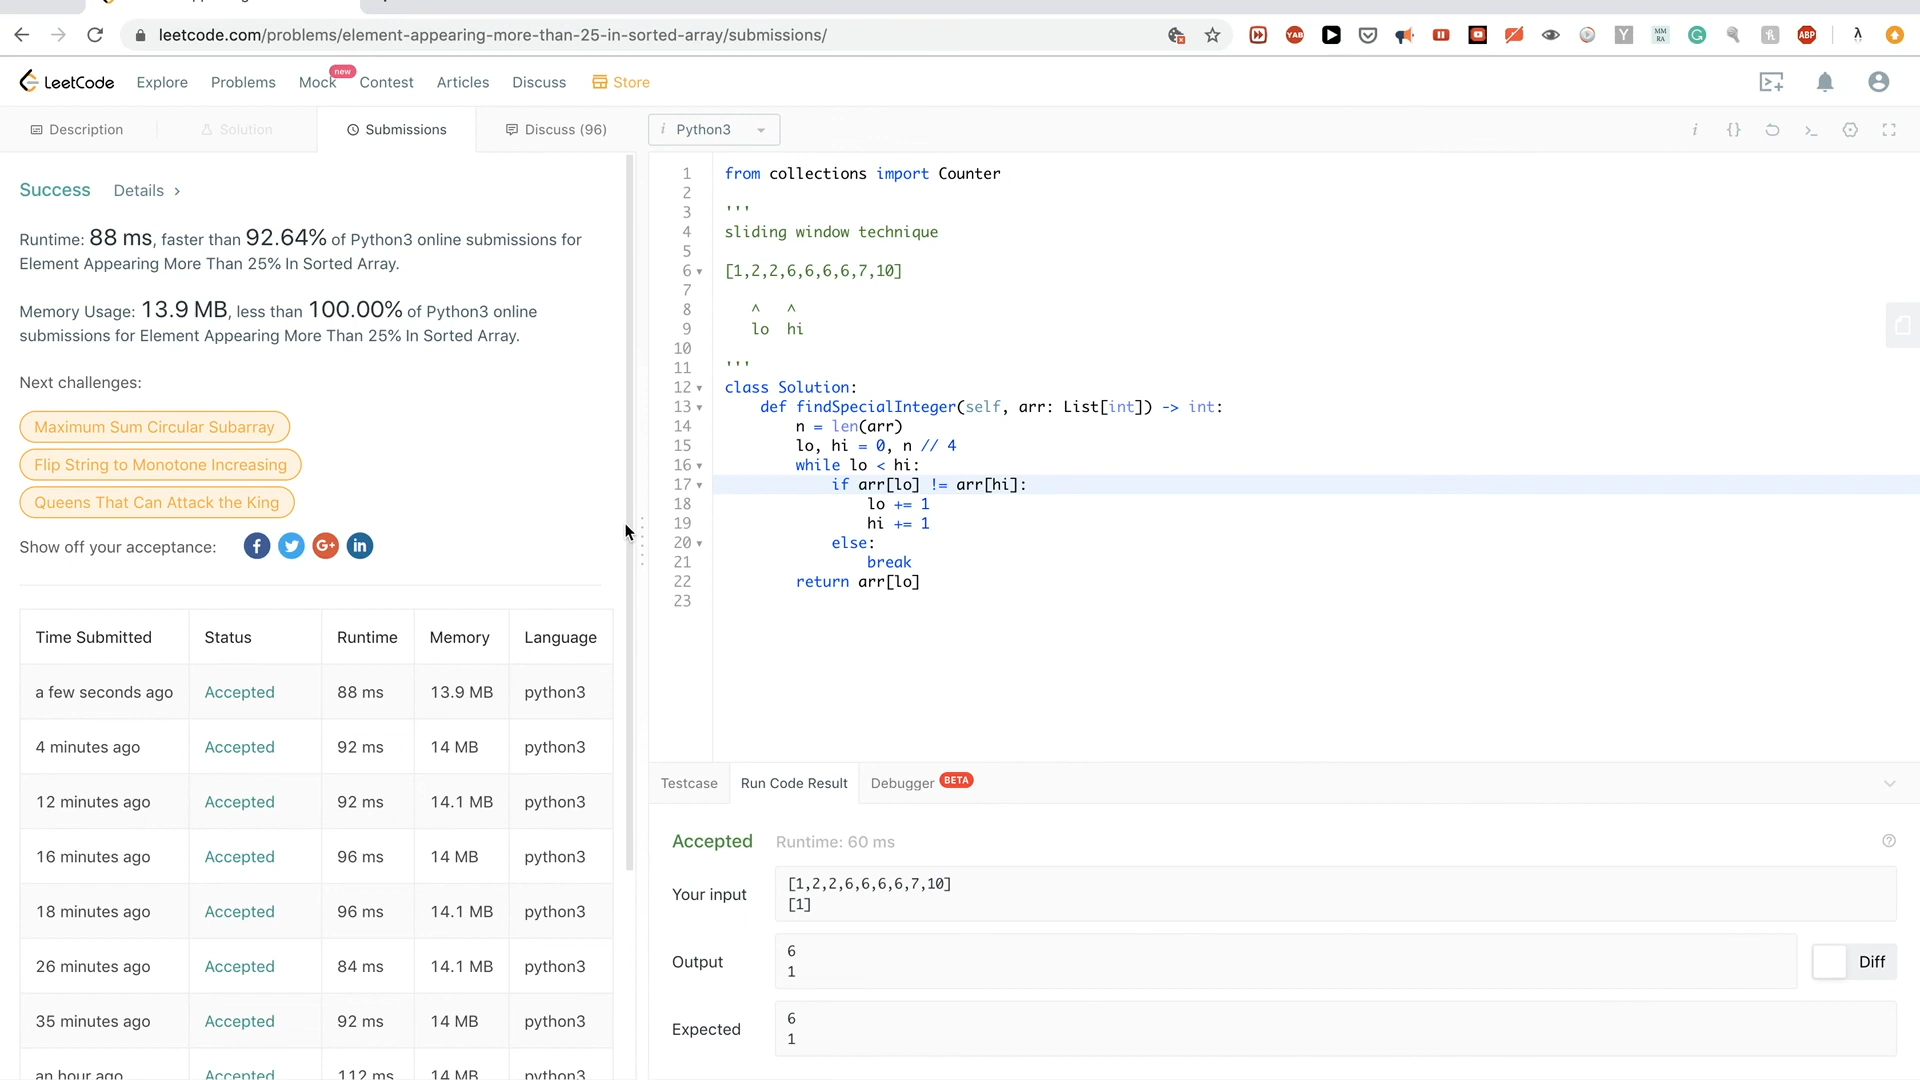 leetcode.com/problems/element-appearing-more-than-25-in-sorted-array/submissions/
YAB
Y
MM
RA
G
ABP
λ
LeetCode Explore Problems Mock new Contest Articles Discuss Store
Description Solution Submissions Discuss (96)
i Python3
i {} >_
Success Details >
Runtime: 88 ms, faster than 92.64% of Python3 online submissions for
Element Appearing More Than 25% In Sorted Array.
Memory Usage: 13.9 MB, less than 100.00% of Python3 online
submissions for Element Appearing More Than 25% In Sorted Array.
Next challenges:
Maximum Sum Circular Subarray
Flip String to Monotone Increasing
Queens That Can Attack the King
Show off your acceptance: f G+ in
Time Submitted Status Runtime Memory Language
a few seconds ago Accepted 88 ms 13.9 MB python3
4 minutes ago Accepted 92 ms 14 MB python3
12 minutes ago Accepted 92 ms 14.1 MB python3
16 minutes ago Accepted 96 ms 14 MB python3
18 minutes ago Accepted 96 ms 14.1 MB python3
26 minutes ago Accepted 84 ms 14.1 MB python3
35 minutes ago Accepted 92 ms 14 MB python3
an hour ago Accepted 112 ms 14 MB python3
1 from collections import Counter
2
3 '''
4 sliding window technique
5
6 [1,2,2,6,6,6,6,7,10]
7
8 ^ ^
9 lo hi
10
11 '''
12 class Solution:
13 def findSpecialInteger(self, arr: List[int]) -> int:
14 n = len(arr)
15 lo, hi = 0, n // 4
16 while lo < hi:
17 if arr[lo] != arr[hi]:
18 lo += 1
19 hi += 1
20 else:
21 break
22 return arr[lo]
23
Testcase Run Code Result Debugger BETA
Accepted Runtime: 60 ms
Your input
[1,2,2,6,6,6,6,7,10]
[1]
Output
6
1
Diff
Expected
6
1